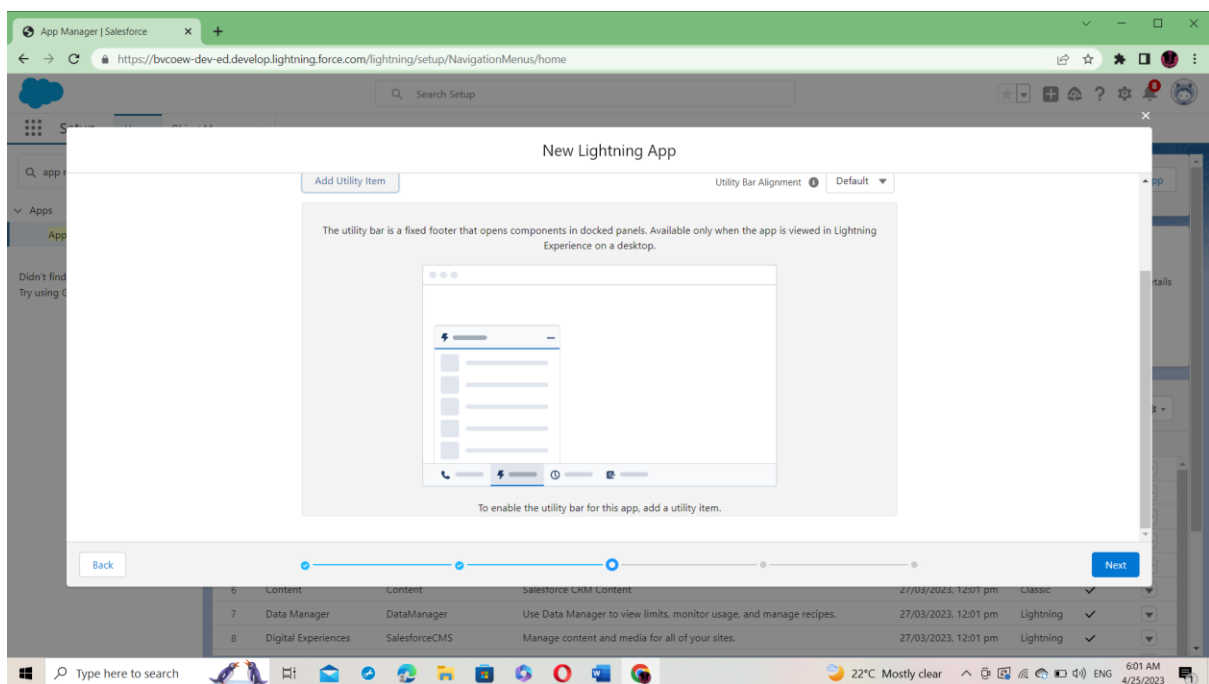 App Manager | Salesforce
https://bvcoew-dev-ed.develop.lightning.force.com/lightning/setup/NavigationMenus/home
Search Setup
8
New Lightning App
Add Utility Item
Utility Bar Alignment
Default
Apps
App
The utility bar is a fixed footer that opens components in docked panels. Available only when the app is viewed in Lightning
Experience on a desktop.
Didn't find
Try using G
etails
To enable the utility bar for this app, add a utility item.
Back
Next
6 Content Content Salesforce CRM Content 27/03/2023, 12:01 pm Classic
7 Data Manager DataManager Use Data Manager to view limits, monitor usage, and manage recipes. 27/03/2023, 12:01 pm Lightning
8 Digital Experiences SalesforceCMS Manage content and media for all of your sites. 27/03/2023, 12:01 pm Lightning
Type here to search
22°C Mostly clear
ENG
6:01 AM
4/25/2023